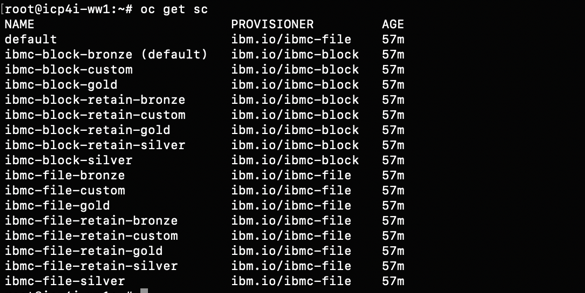 [root@icp4i-ww1:~# oc get sc
NAME PROVISIONER AGE
default ibm.io/ibmc-file 57m
ibmc-block-bronze (default) ibm.io/ibmc-block 57m
ibmc-block-custom ibm.io/ibmc-block 57m
ibmc-block-gold ibm.io/ibmc-block 57m
ibmc-block-retain-bronze ibm.io/ibmc-block 57m
ibmc-block-retain-custom ibm.io/ibmc-block 57m
ibmc-block-retain-gold ibm.io/ibmc-block 57m
ibmc-block-retain-silver ibm.io/ibmc-block 57m
ibmc-block-silver ibm.io/ibmc-block 57m
ibmc-file-bronze ibm.io/ibmc-file 57m
ibmc-file-custom ibm.io/ibmc-file 57m
ibmc-file-gold ibm.io/ibmc-file 57m
ibmc-file-retain-bronze ibm.io/ibmc-file 57m
ibmc-file-retain-custom ibm.io/ibmc-file 57m
ibmc-file-retain-gold ibm.io/ibmc-file 57m
ibmc-file-retain-silver ibm.io/ibmc-file 57m
ibmc-file-silver ibm.io/ibmc-file 57m